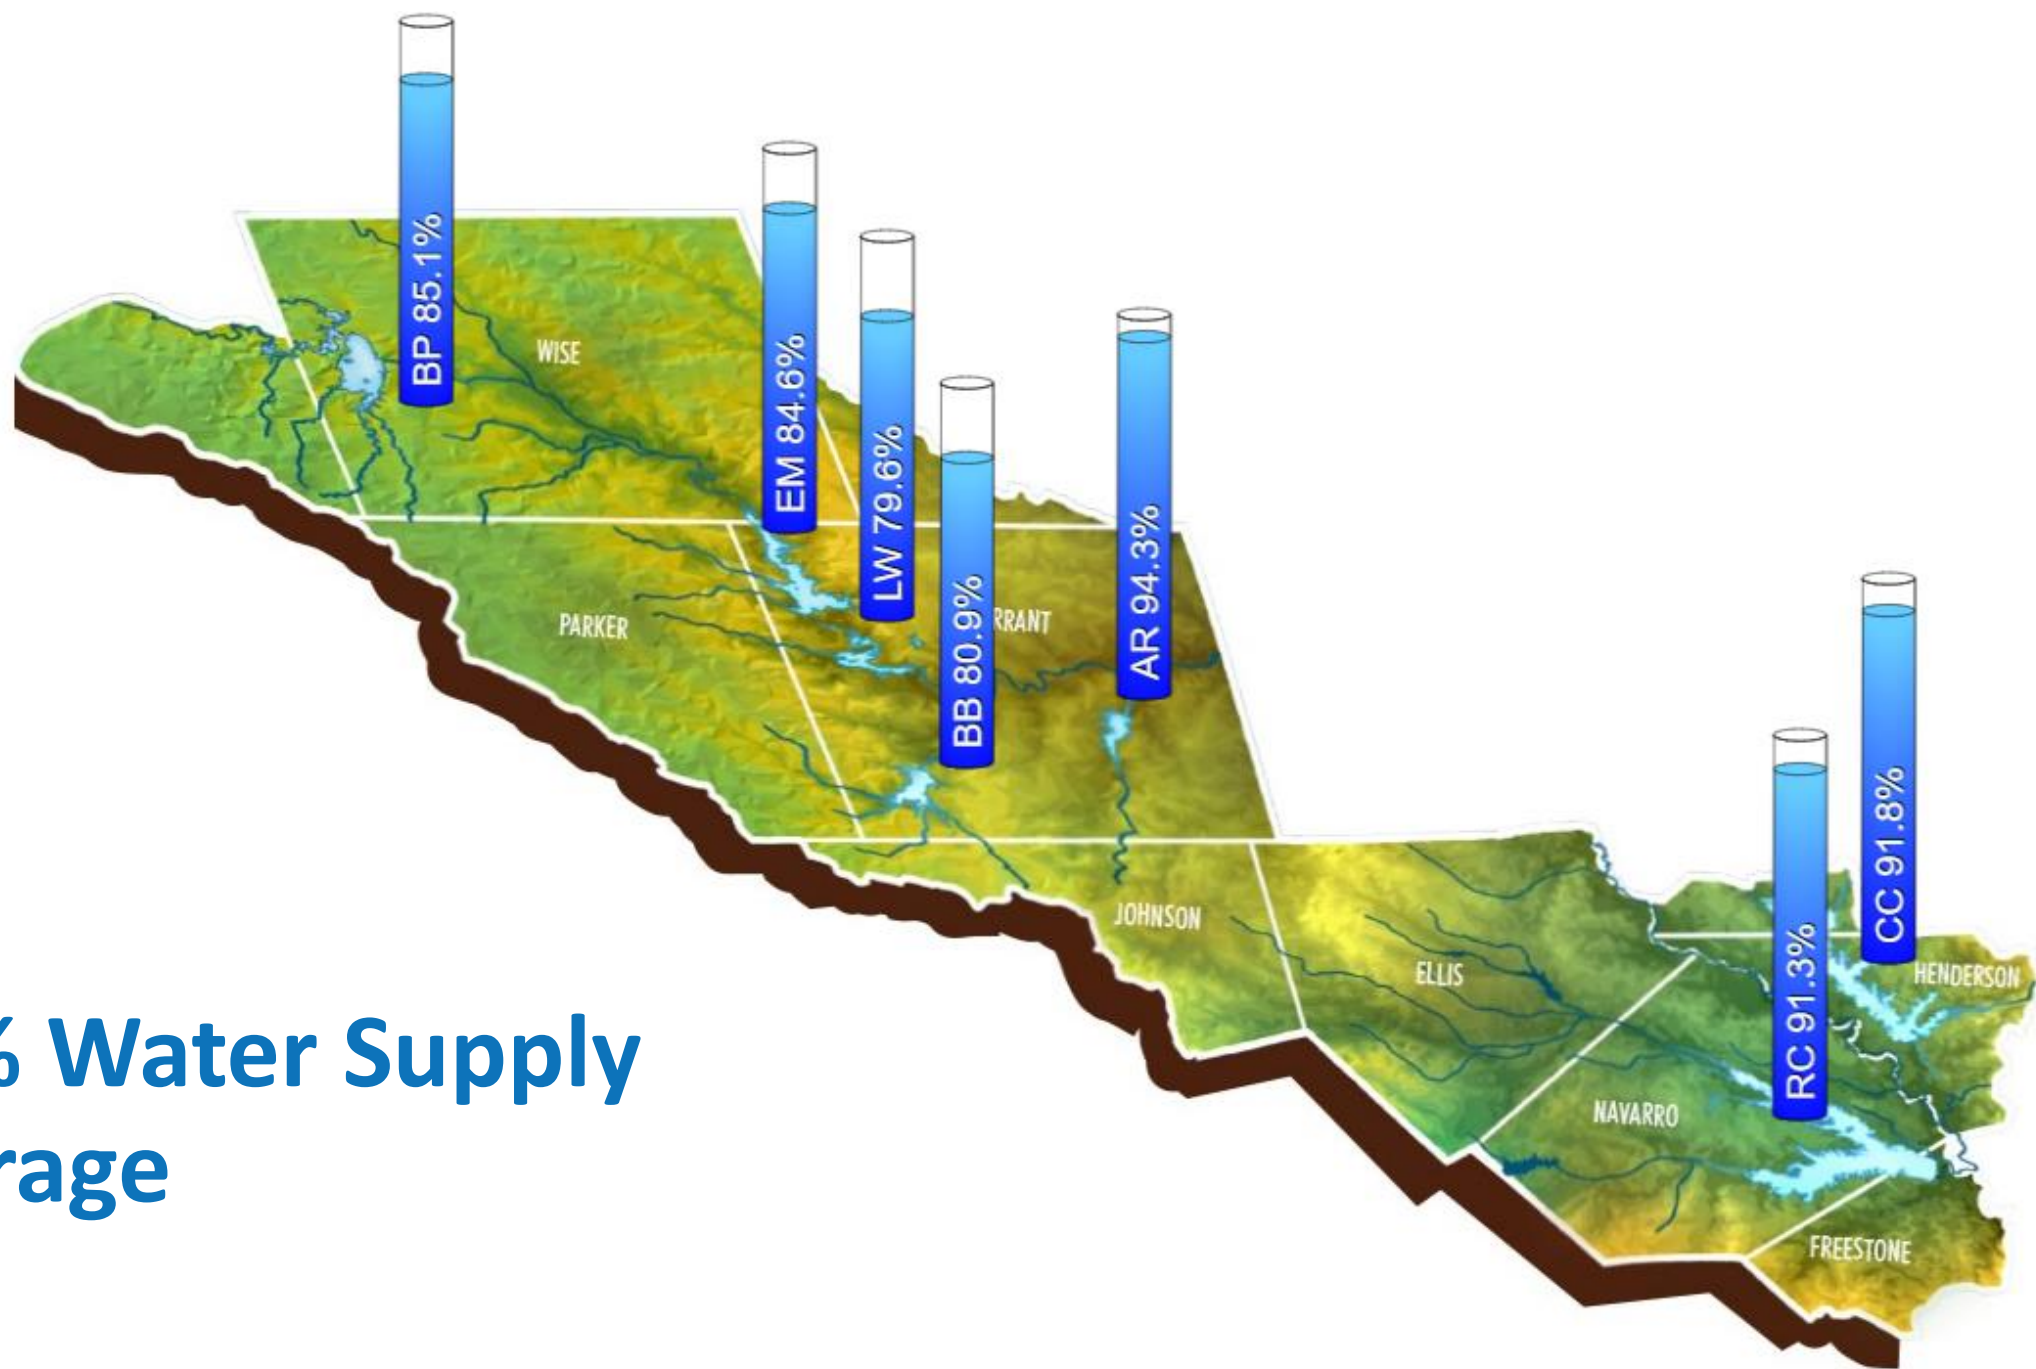 BP 85.1%
EM 84.6%
LW 79.6%
BB 80.9%
AR 94.3%
CC 91.8%
RC 91.3%
WISE
PARKER
RRANT
JOHNSON
ELLIS
HENDERSON
NAVARRO
FREESTONE
% Water Supply
rage